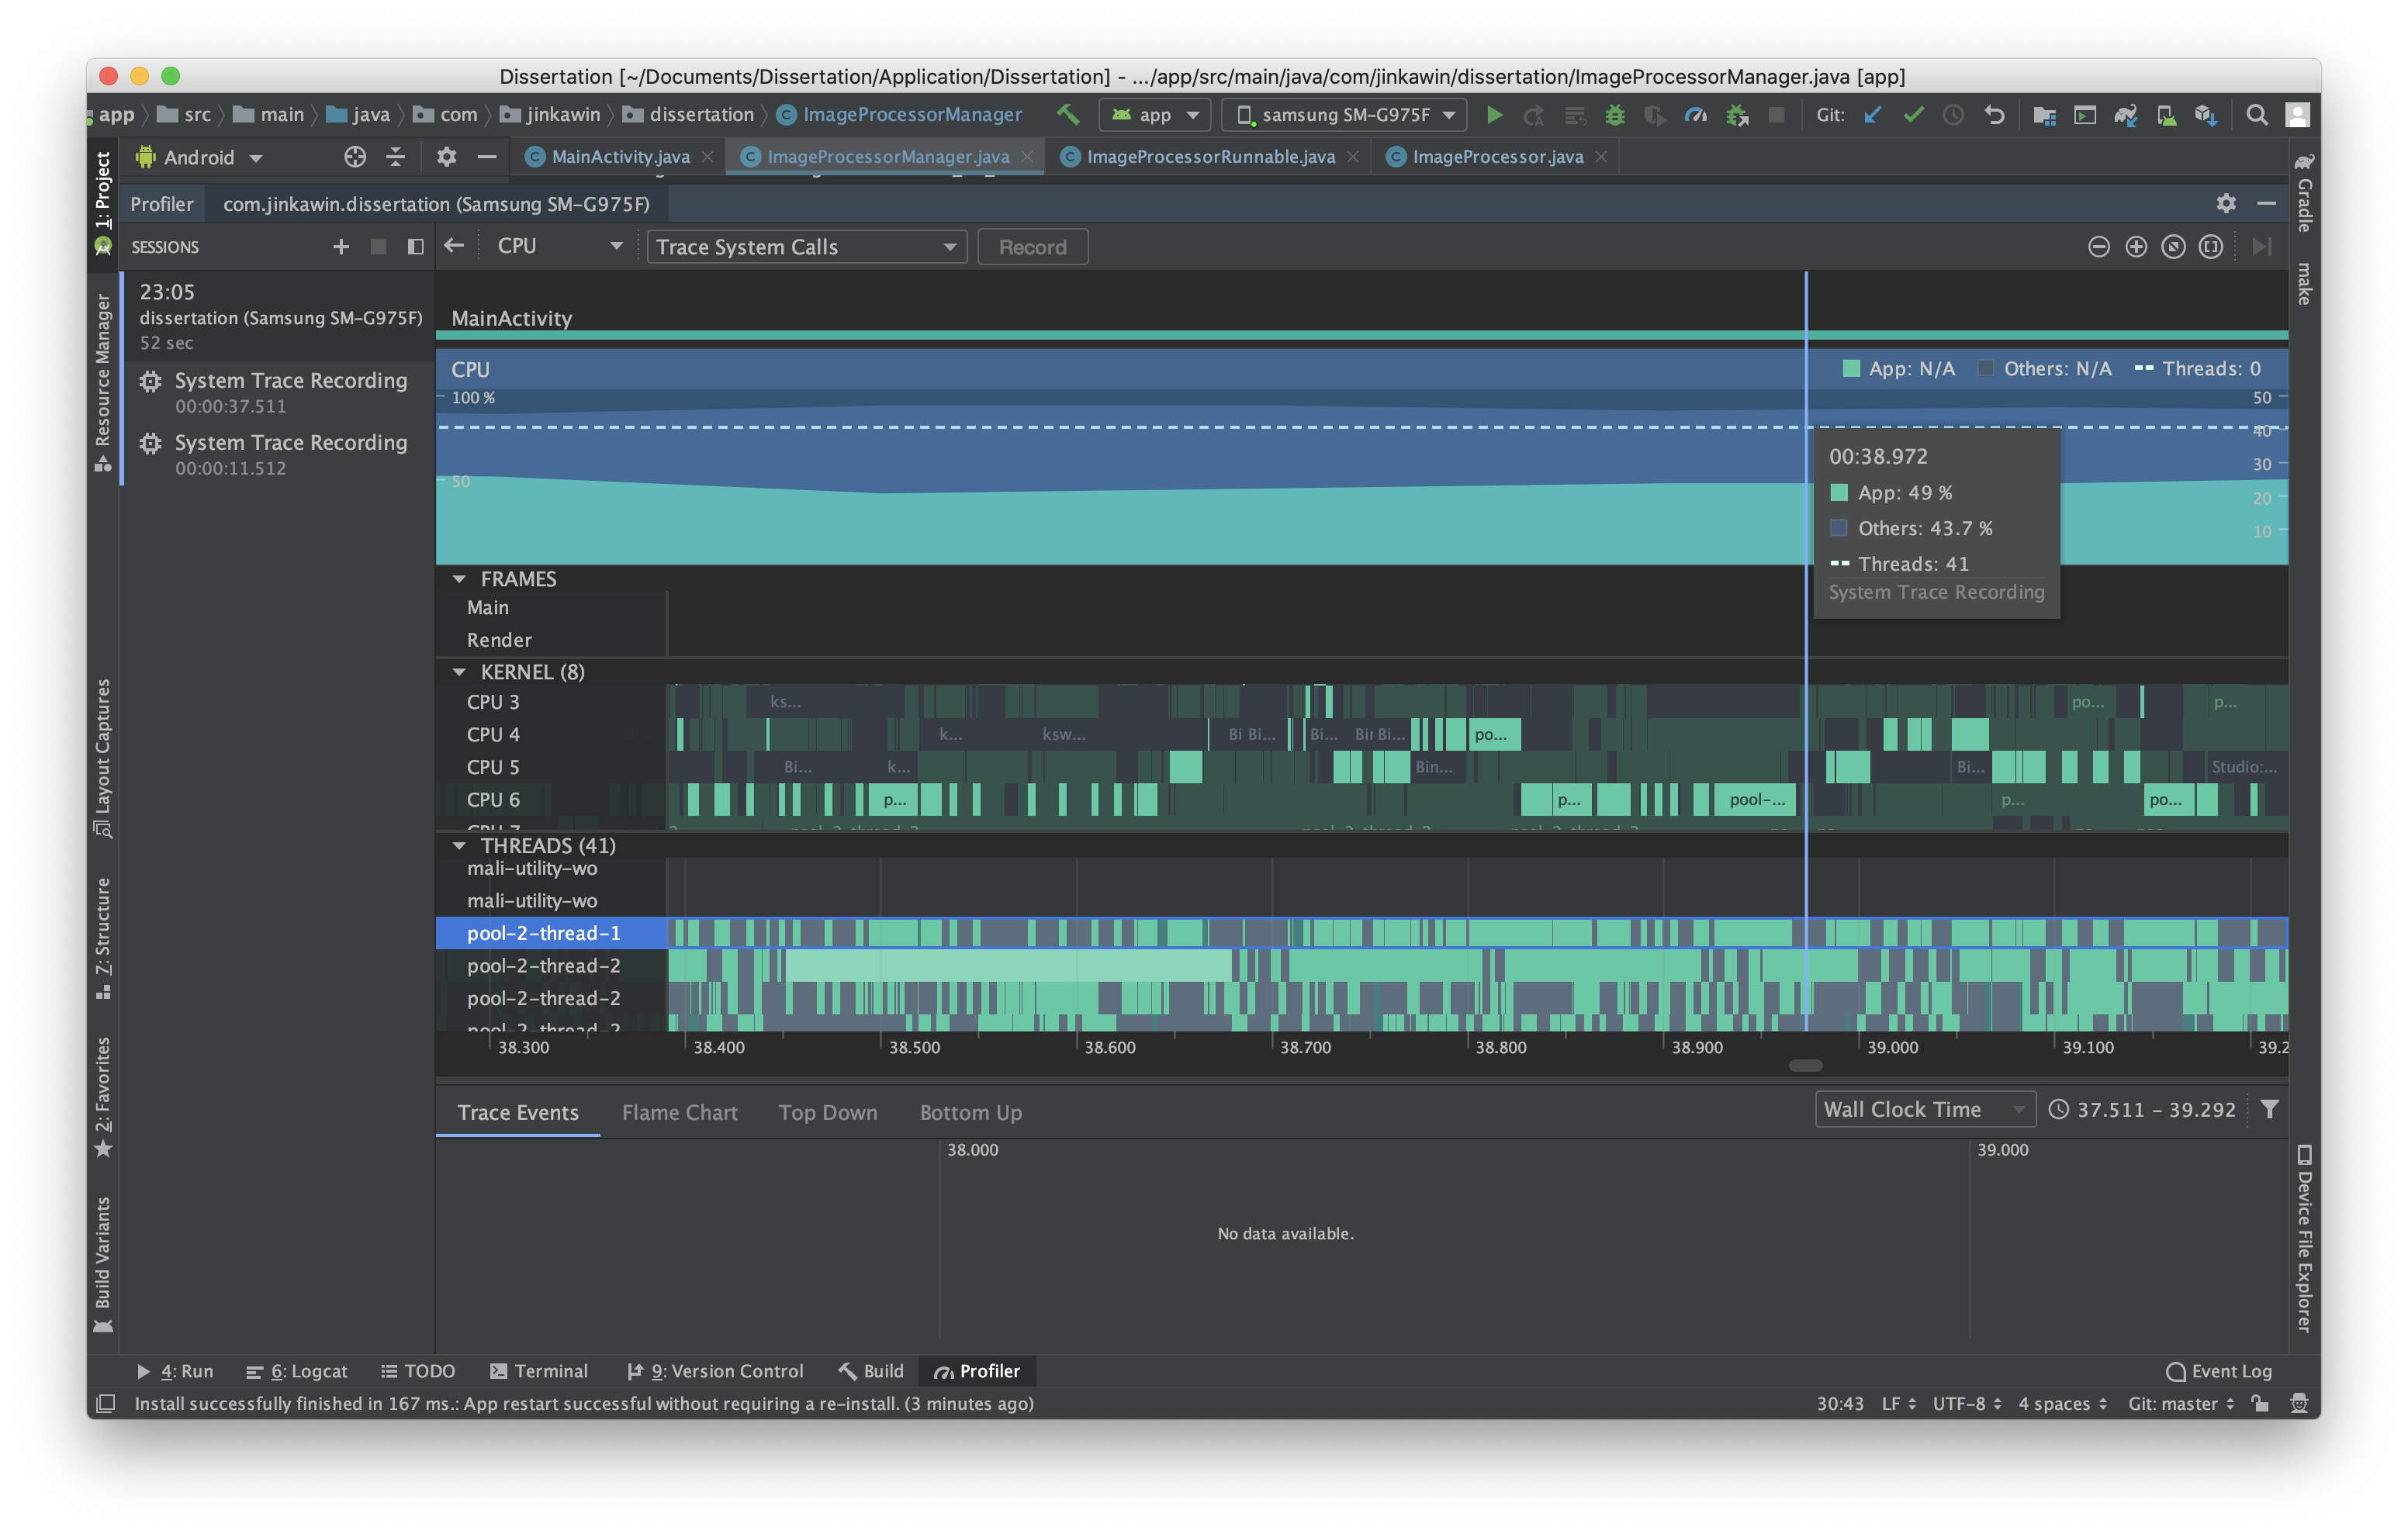 Dissertation [~/Documents/Dissertation/Application/Dissertation] - .../app/src/main/java/com/jinkawin/dissertation/ImageProcessorManager.java [app]
app src main java com jinkawin dissertation ImageProcessorManager app samsung SM-G975F Git:
Android MainActivity.java ImageProcessorManager.java ImageProcessorRunnable.java ImageProcessor.java
Profiler com.jinkawin.dissertation (Samsung SM-G975F)
SESSIONS CPU Trace System Calls Record
23:05
dissertation (Samsung SM-G975F)
52 sec
System Trace Recording
00:00:37.511
System Trace Recording
00:00:11.512
1: Project
Resource Manager
Layout Captures
7: Structure
2: Favorites
Build Variants
Gradle
make
Device File Explorer
MainActivity
CPU App: N/A Others: N/A Threads: 0
100 % 50
40
30
50
20
10
00:38.972
App: 49 %
Others: 43.7 %
Threads: 41
System Trace Recording
FRAMES
Main
Render
KERNEL (8)
CPU 3 ks... po... p...
CPU 4 k... ksw... Bi Bi... Bi... Bir Bi... po...
CPU 5 Bi... k... Bin... Bi... Studio:...
CPU 6 p... p... pool-... p... po...
CPU 7
THREADS (41)
mali-utility-wo
mali-utility-wo
pool-2-thread-1
pool-2-thread-2
pool-2-thread-2
pool-2-thread-2
38.300 38.400 38.500 38.600 38.700 38.800 38.900 39.000 39.100 39.2
Trace Events Flame Chart Top Down Bottom Up Wall Clock Time 37.511 – 39.292
38.000 39.000
No data available.
4: Run 6: Logcat TODO Terminal 9: Version Control Build Profiler Event Log
Install successfully finished in 167 ms.: App restart successful without requiring a re-install. (3 minutes ago) 30:43 LF UTF-8 4 spaces Git: master